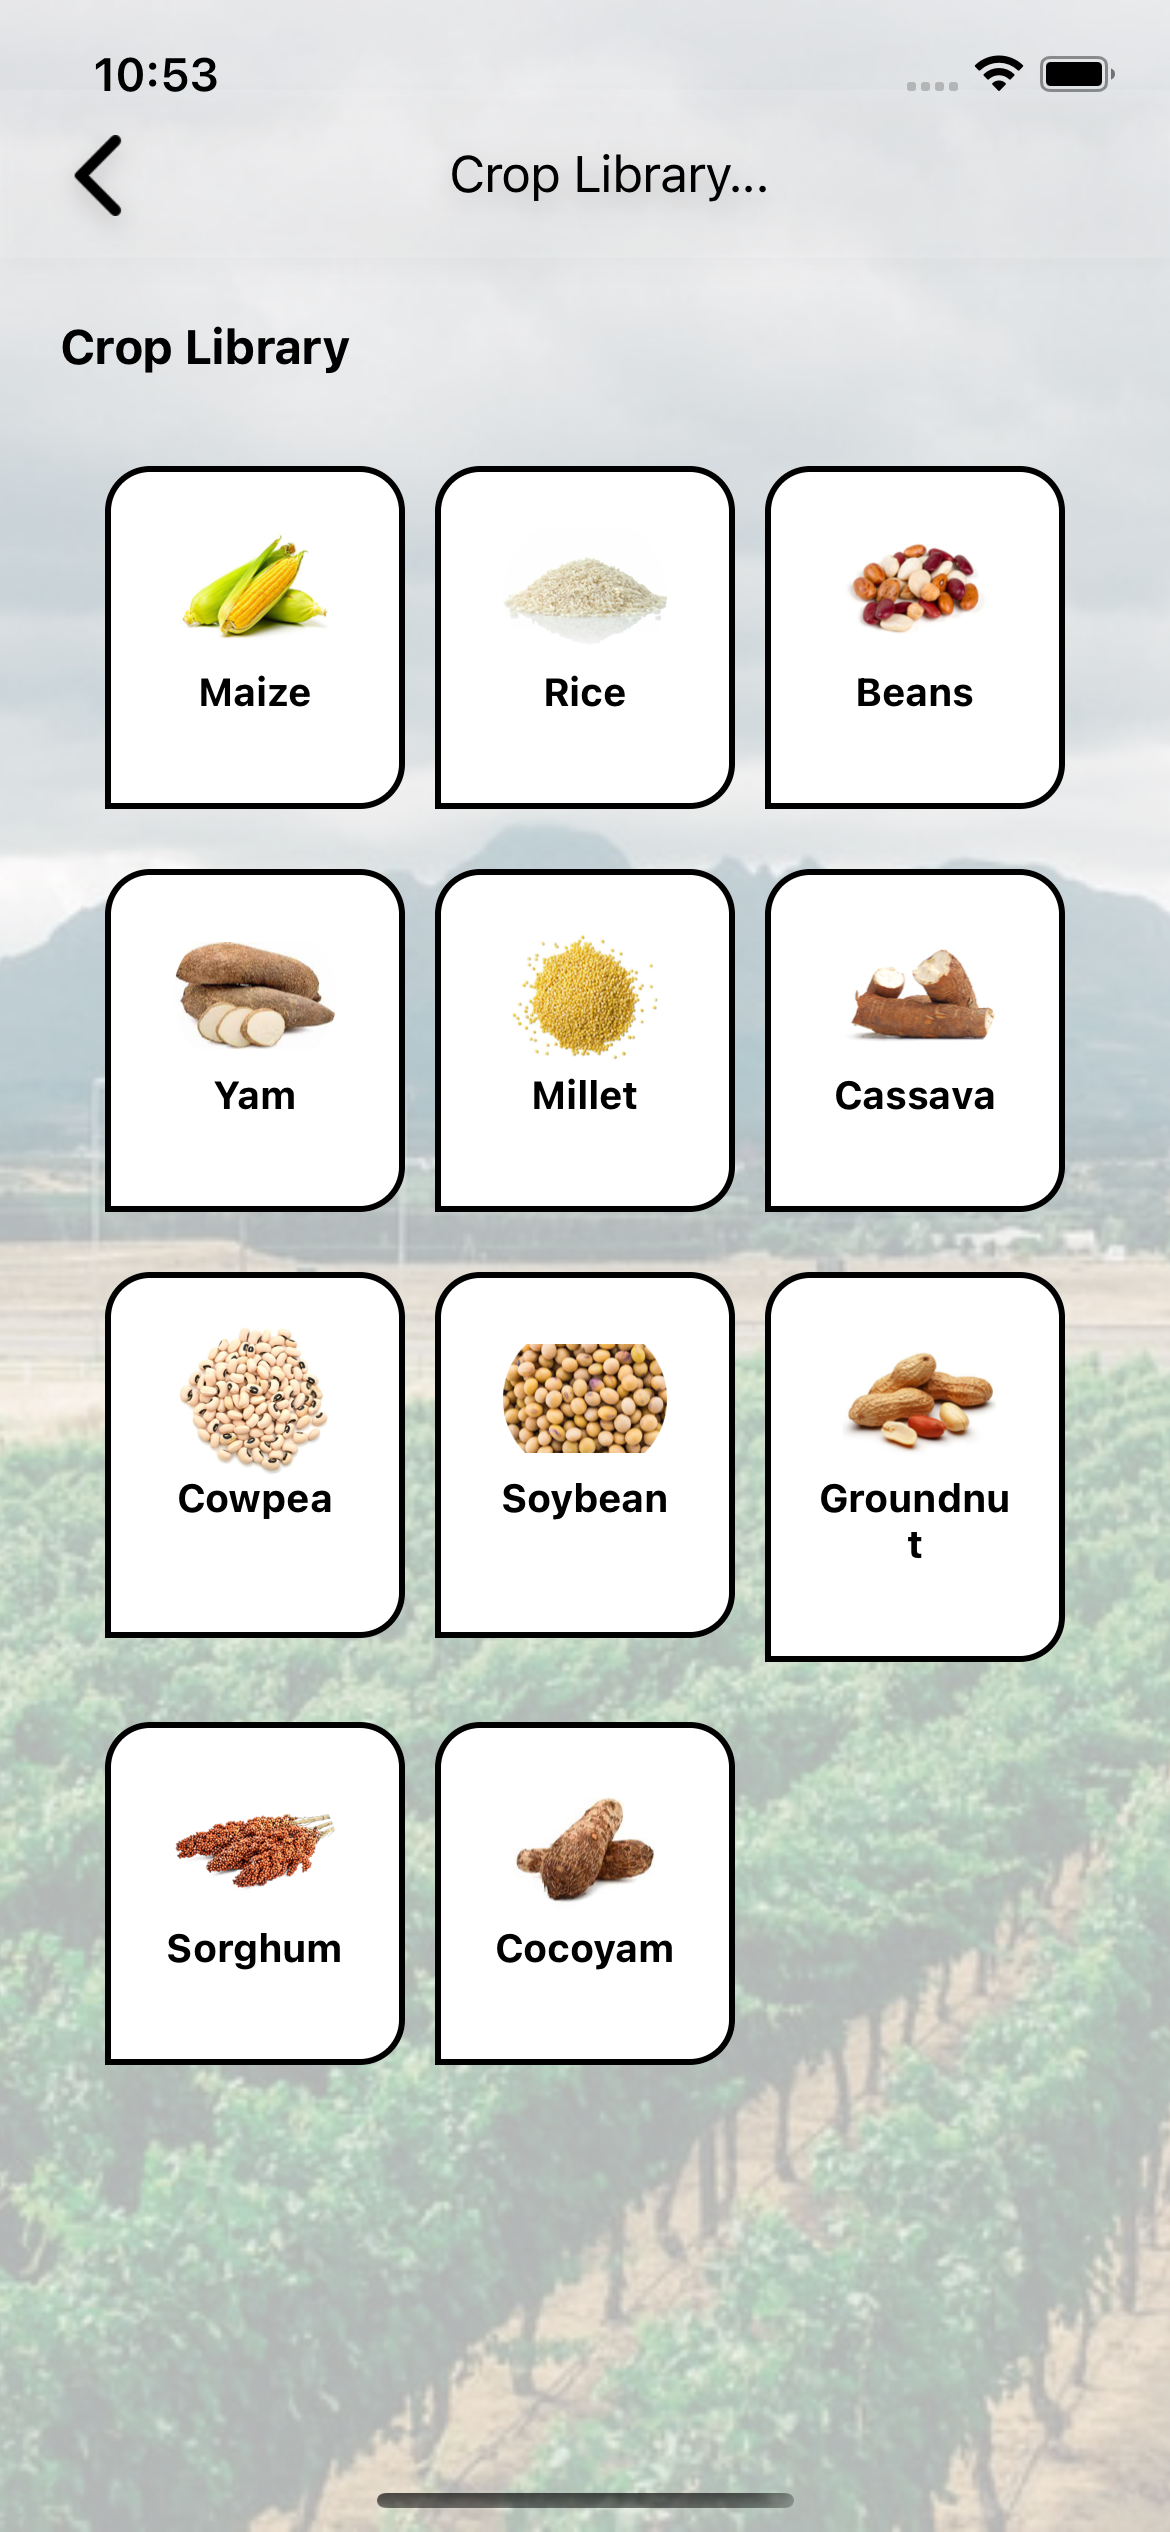 10:53
Crop Library...
Crop Library
Maize
Rice
Beans
Yam
Millet
Cassava
Cowpea
Soybean
Groundnu
t
Sorghum
Cocoyam